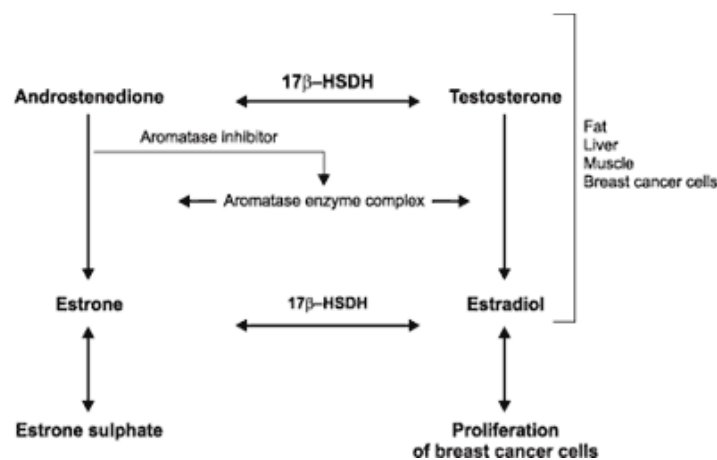 17β–HSDH
Androstenedione
Testosterone
Fat
Liver
Muscle
Breast cancer cells
Aromatase inhibitor
Aromatase enzyme complex
17β–HSDH
Estrone
Estradiol
Estrone sulphate
Proliferation
of breast cancer cells